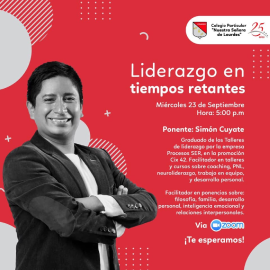 Colegio Particular
"Nuestra Señora
de Lourdes"
25
Liderazgo en
tiempos retantes
Miércoles 23 de Septiembre
Hora: 5:00 p.m
Ponente: Simón Cuyate
Graduado de los Talleres
de liderazgo por la empresa
Procesos SER, en la promoción
Clx 42. Facilitador en talleres
y cursos sobre coaching, PNL,
neuroliderazgo, trabajo en equipo,
y desarrollo personal.
Facilitador en ponencias sobre:
filosofía, familia, desarrollo
personal, inteligencia emocional y
relaciones interpersonales.
Vía zoom
¡Te esperamos!